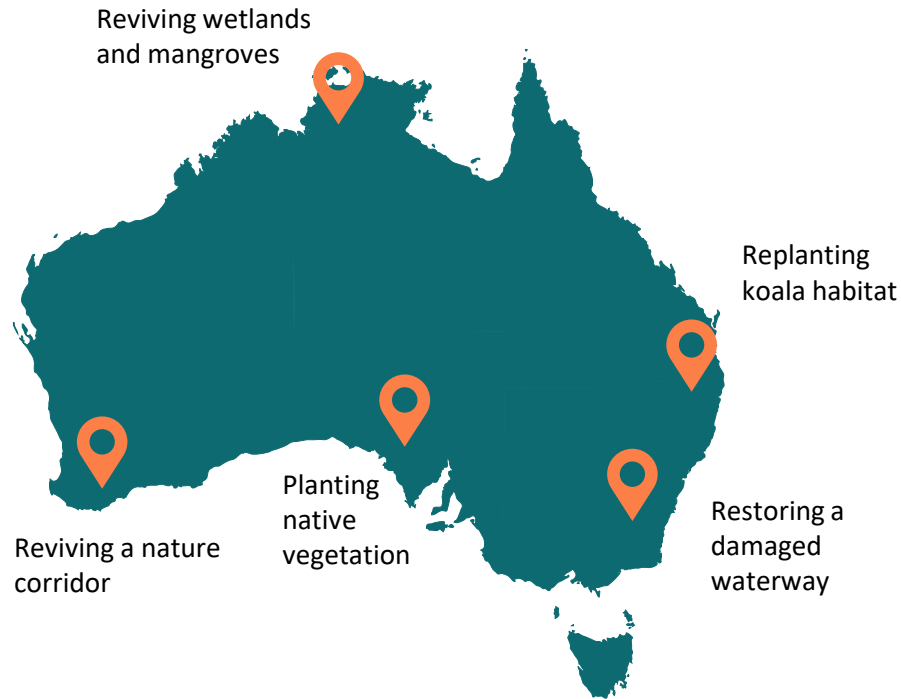 Reviving wetlands
and mangroves
Replanting
koala habitat
Planting
native
vegetation
Restoring a
damaged
waterway
Reviving a nature
corridor